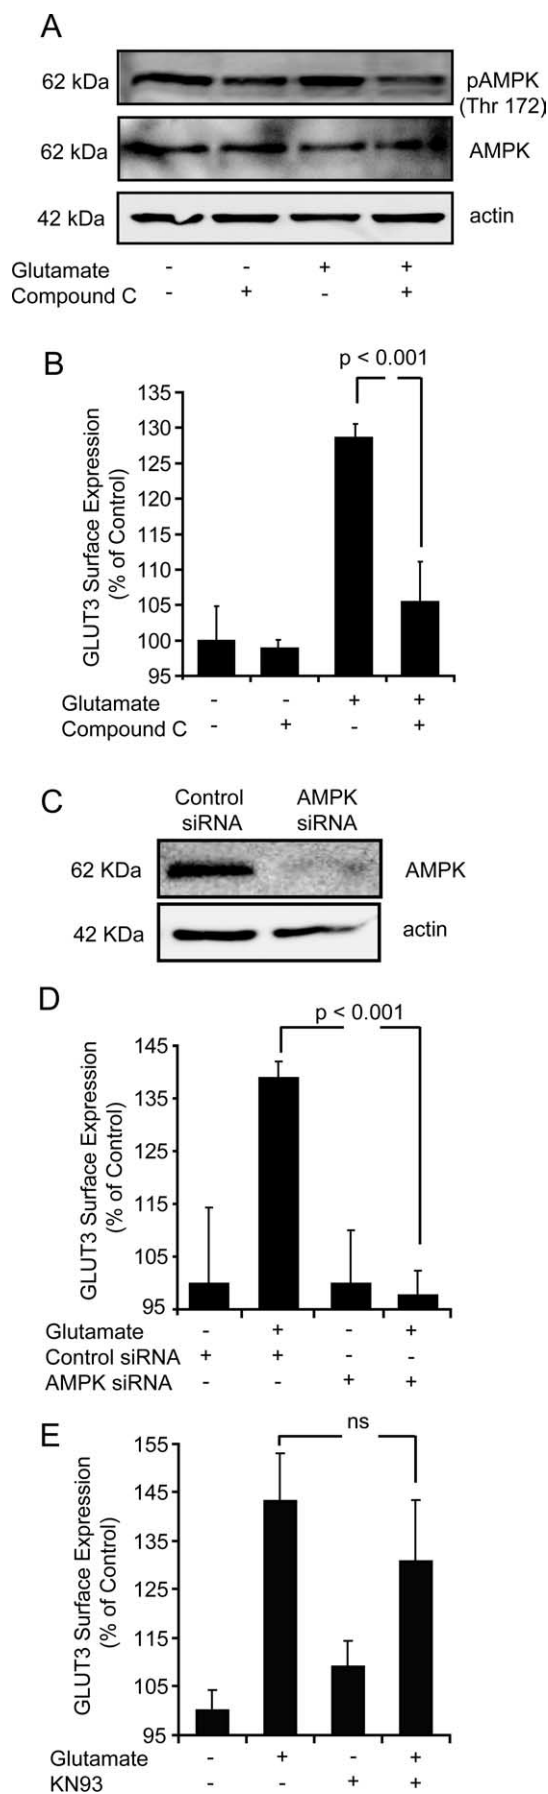 A
62 kDa
pAMPK
(Thr 172)
62 kDa
AMPK
42 kDa
actin
Glutamate - - + +
Compound C - + - +
B
p < 0.001
135
130
125
120
115
110
105
100
95
GLUT3 Surface Expression
(% of Control)
Glutamate - - + +
Compound C - + - +
C
Control
siRNA
AMPK
siRNA
62 KDa
AMPK
42 KDa
actin
D
p < 0.001
145
135
125
115
105
95
GLUT3 Surface Expression
(% of Control)
Glutamate - + - +
Control siRNA + + - -
AMPK siRNA - - + +
E
ns
155
145
135
125
115
105
95
GLUT3 Surface Expression
(% of Control)
Glutamate - + - +
KN93 - - + +